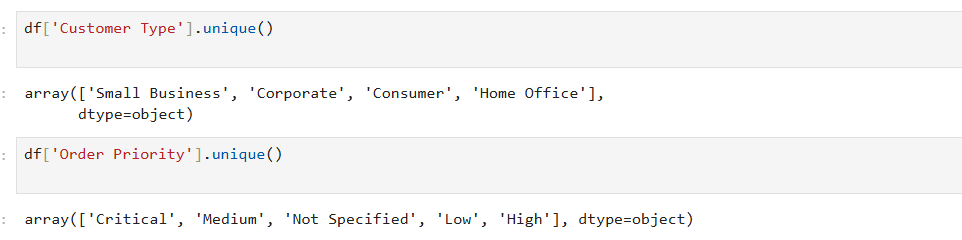 : df['Customer Type'].unique()
: array(['Small Business', 'Corporate', 'Consumer', 'Home Office'],
dtype=object)
: df['Order Priority'].unique()
: array(['Critical', 'Medium', 'Not Specified', 'Low', 'High'], dtype=object)